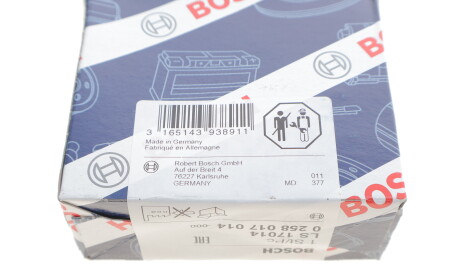 BOSCH
BOSCH
3 165143 938911
Made in Germany
Fabriqué en Allemagne
Robert Bosch GmbH
Auf der Breit 4
76227 Karlsruhe
GERMANY
MD
011
377
0 258 017 014
LS 17014
BOSCH